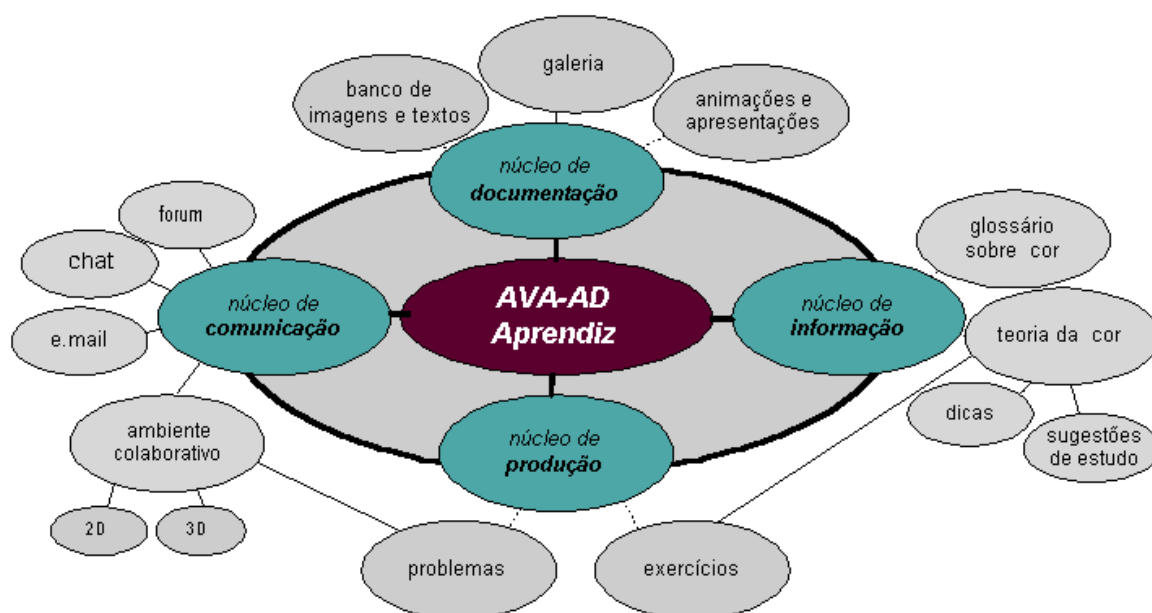 galeria
banco de
imagens e textos
animações e
apresentações
núcleo de
documentação
forum
glossário
sobre cor
chat
núcleo de
comunicação
AVA-AD
Aprendiz
núcleo de
informação
e.mail
teoria da cor
dicas
ambiente
colaborativo
núcleo de
produção
sugestões
de estudo
2D
3D
problemas
exercícios